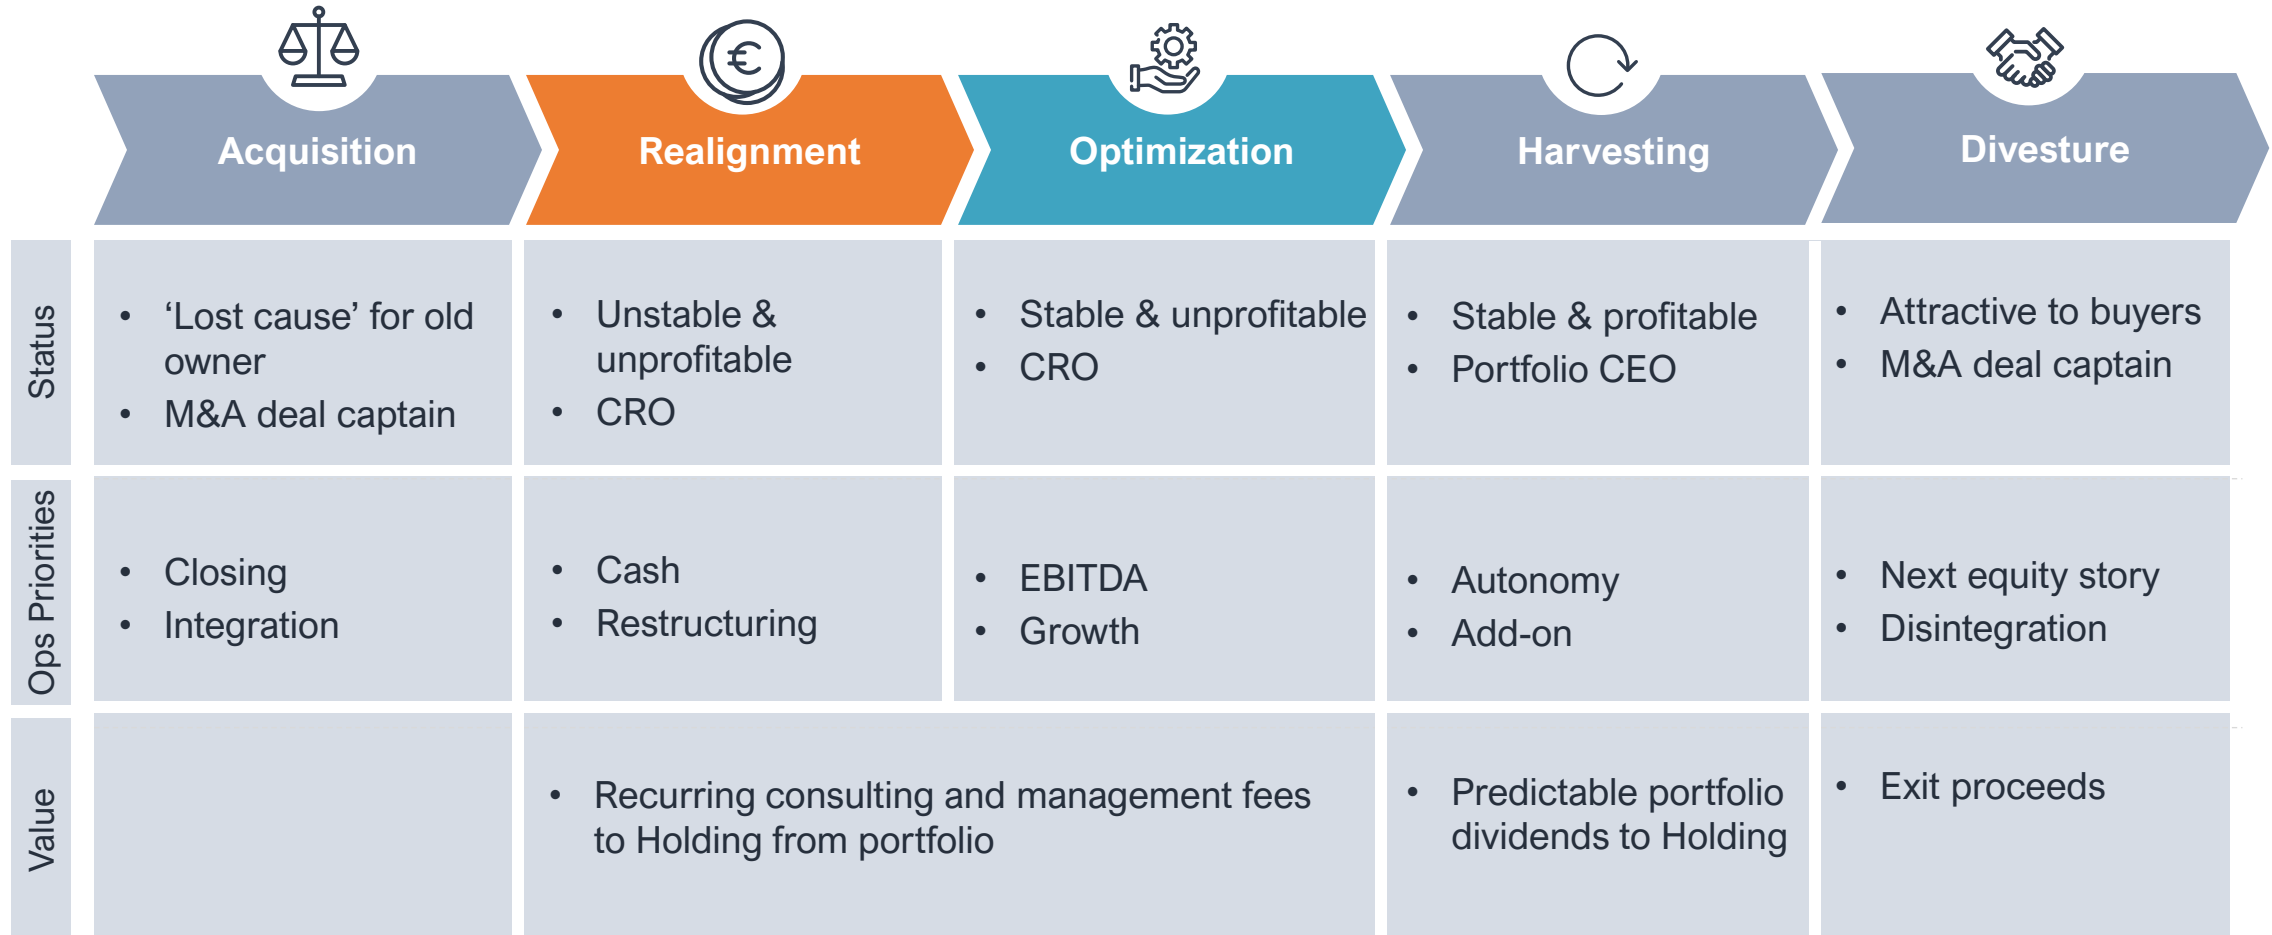 Acquisition
Realignment
Optimization
Harvesting
Divesture
Status
• ‘Lost cause’ for old
owner
• M&A deal captain
• Unstable &
unprofitable
• CRO
• Stable & unprofitable
• CRO
• Stable & profitable
• Portfolio CEO
• Attractive to buyers
• M&A deal captain
Ops Priorities
• Closing
• Integration
• Cash
• Restructuring
• EBITDA
• Growth
• Autonomy
• Add-on
• Next equity story
• Disintegration
Value
• Recurring consulting and management fees
to Holding from portfolio
• Predictable portfolio
dividends to Holding
• Exit proceeds